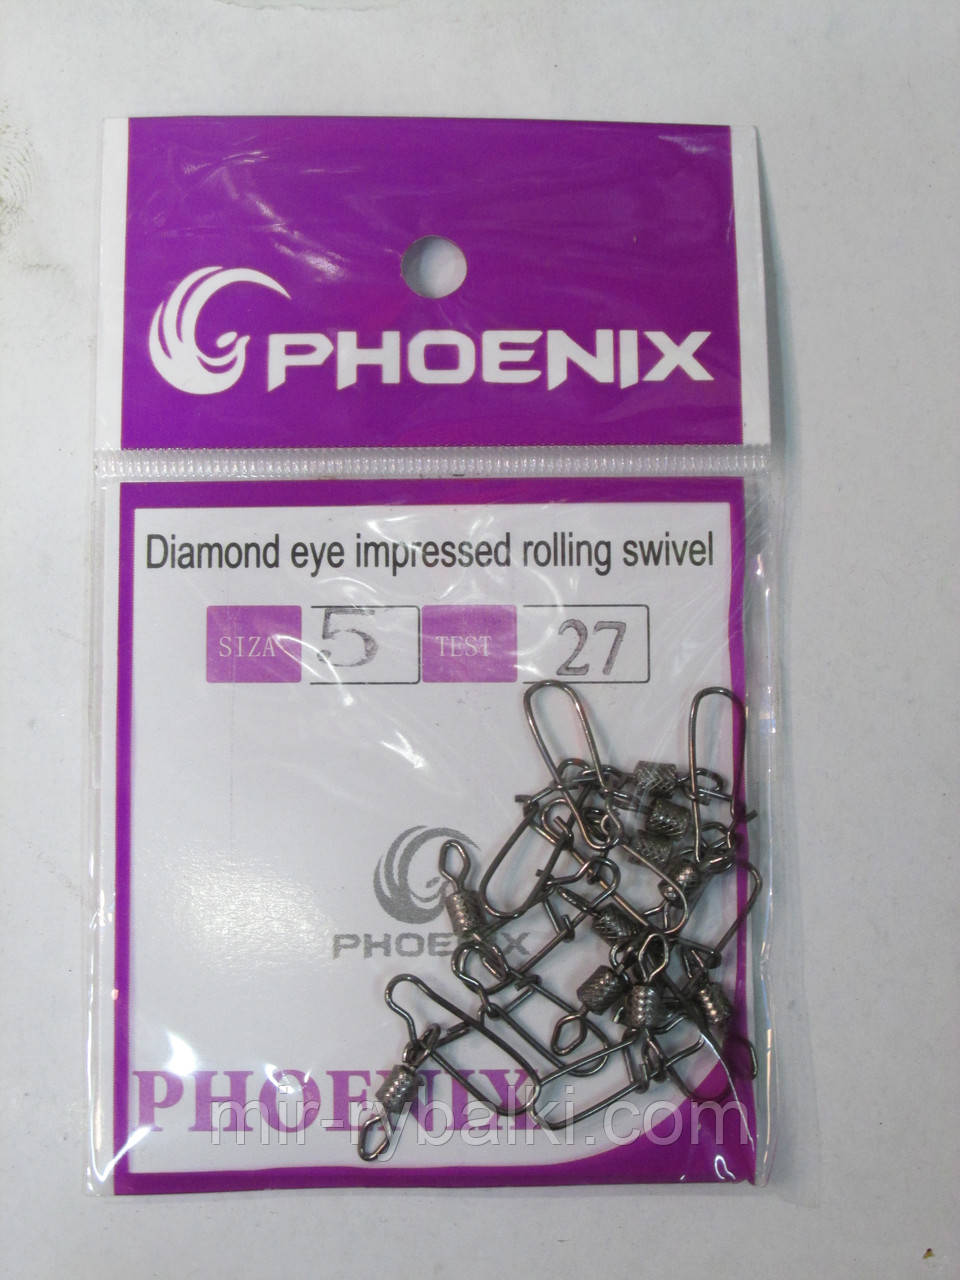 PHOENIX
Diamond eye impressed rolling swivel
SIZA 5 TEST 27
PHOENIX
PHOENIX
mir-rybalki.com